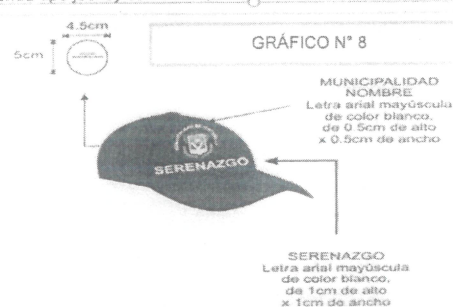 4.5cm
5cm
GRÁFICO N° 8
MUNICIPALIDAD
NOMBRE
Letra arial mayúscula
de color blanco,
de 0.5cm de alto
x 0.5cm de ancho
SERENAZGO
SERENAZGO
Letra arial mayúscula
de color blanco,
de 1cm de alto
x 1cm de ancho